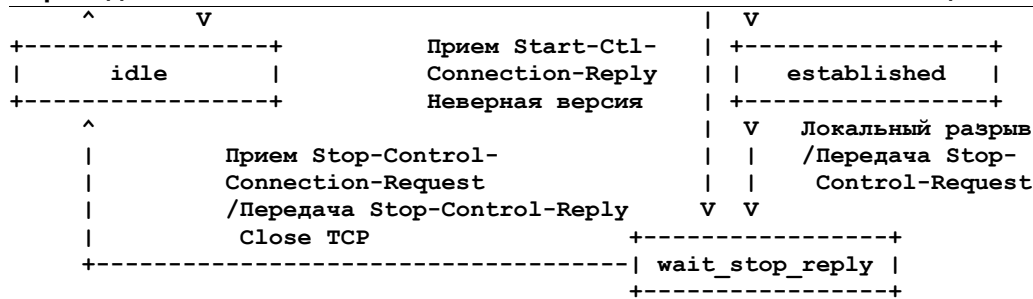 ^ V | V
+-----------------+ Прием Start-Ctl- | +-----------------+
| idle | Connection-Reply | | established |
+-----------------+ Неверная версия | +-----------------+
^ | V Локальный разрыв
| Прием Stop-Control- | | /Передача Stop-
| Connection-Request | | Control-Request
| /Передача Stop-Control-Reply V V
| Close TCP +-----------------+
+-----------------------------------| wait_stop_reply |
+-----------------+